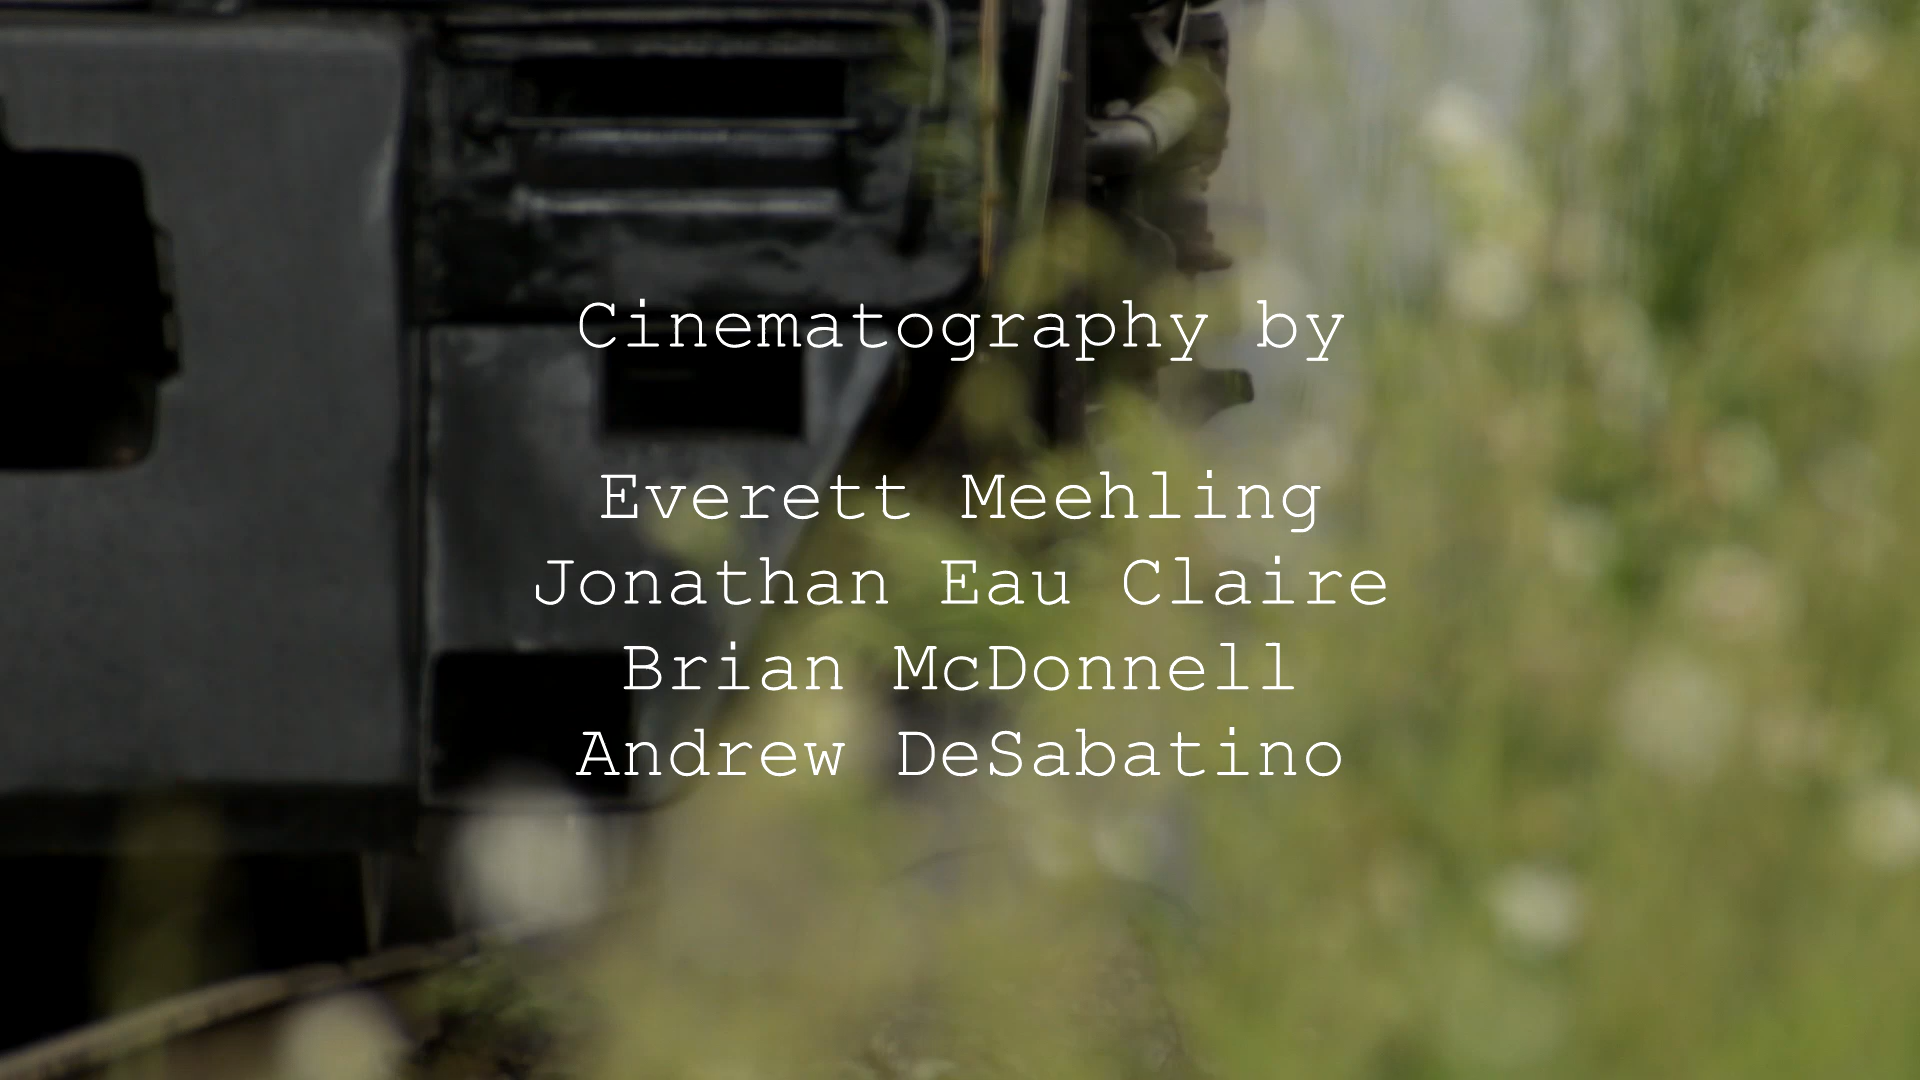 Cinematography by
Everett Meehling
Jonathan Eau Claire
Brian McDonnell
Andrew DeSabatino